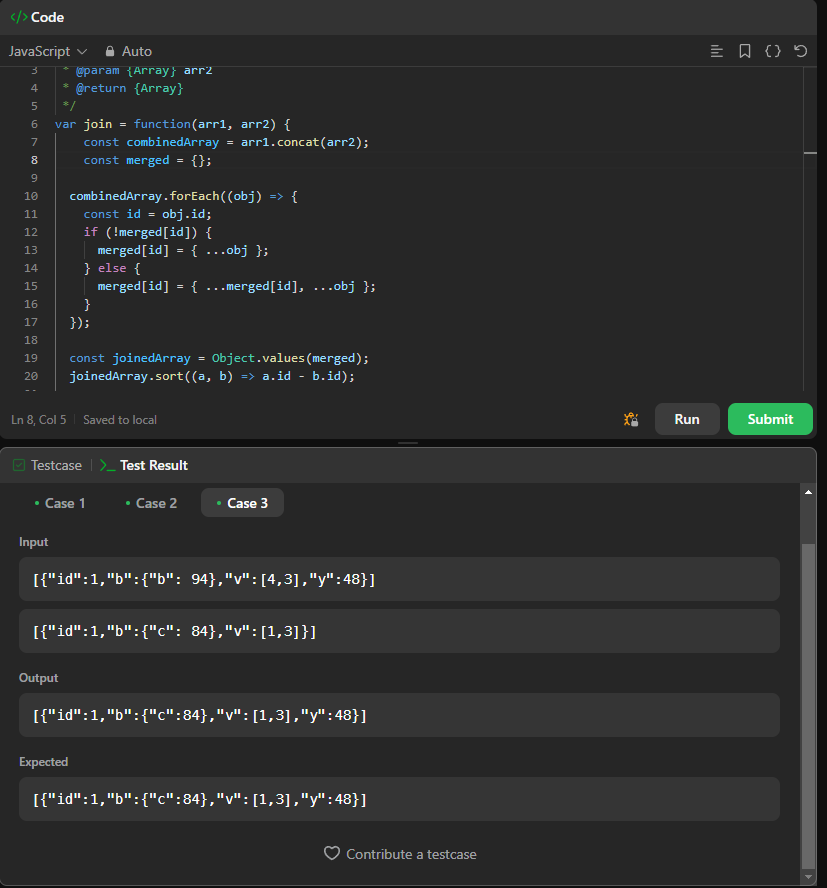 </> Code
JavaScript Auto
3 * @param {Array} arr2
4 * @return {Array}
5 */
6 var join = function(arr1, arr2) {
7 const combinedArray = arr1.concat(arr2);
8 const merged = {};
9
10 combinedArray.forEach((obj) => {
11 const id = obj.id;
12 if (!merged[id]) {
13 merged[id] = { ...obj };
14 } else {
15 merged[id] = { ...merged[id], ...obj };
16 }
17 });
18
19 const joinedArray = Object.values(merged);
20 joinedArray.sort((a, b) => a.id - b.id);
Ln 8, Col 5 Saved to local
Run
Submit
Testcase
>_ Test Result
• Case 1 • Case 2 • Case 3
Input
[{"id":1,"b":{"b": 94},"v":[4,3],"y":48}]
[{"id":1,"b":{"c": 84},"v":[1,3]}]
Output
[{"id":1,"b":{"c":84},"v":[1,3],"y":48}]
Expected
[{"id":1,"b":{"c":84},"v":[1,3],"y":48}]
Contribute a testcase